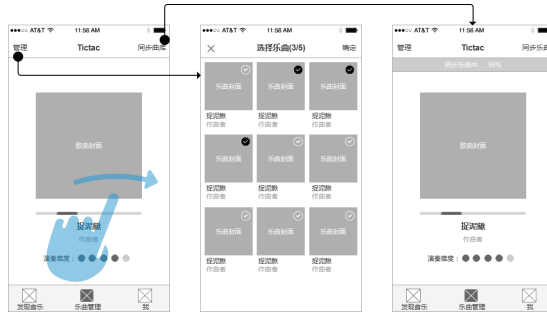 AT&T 11:56 AM
管理 Tictac 同步曲库
歌曲封面
捉泥鳅
作曲者
演奏难度：
发现音乐 乐曲管理 我
AT&T 11:56 AM
选择乐曲(3/5) 确定
乐曲封面 乐曲封面 乐曲封面
捉泥鳅 捉泥鳅 捉泥鳅
作曲者 作曲者 作曲者
乐曲封面 乐曲封面 乐曲封面
捉泥鳅 捉泥鳅 捉泥鳅
作曲者 作曲者 作曲者
乐曲封面 乐曲封面 乐曲封面
捉泥鳅 捉泥鳅 捉泥鳅
作曲者 作曲者 作曲者
AT&T 11:56 AM
管理 Tictac 同步乐曲
同步乐曲中... 86%
歌曲封面
捉泥鳅
作曲者
演奏难度：
发现音乐 乐曲管理 我